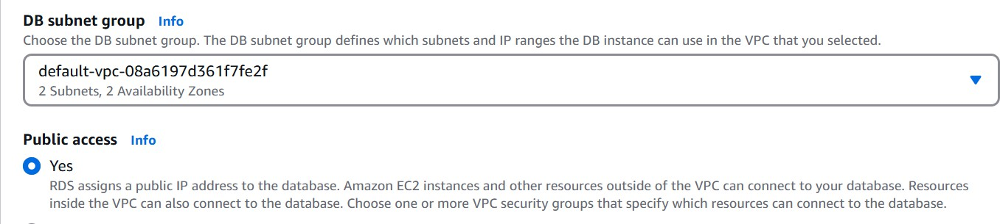 DB subnet group Info
Choose the DB subnet group. The DB subnet group defines which subnets and IP ranges the DB instance can use in the VPC that you selected.
default-vpc-08a6197d361f7fe2f
2 Subnets, 2 Availability Zones
Public access Info
Yes
RDS assigns a public IP address to the database. Amazon EC2 instances and other resources outside of the VPC can connect to your database. Resources
inside the VPC can also connect to the database. Choose one or more VPC security groups that specify which resources can connect to the database.